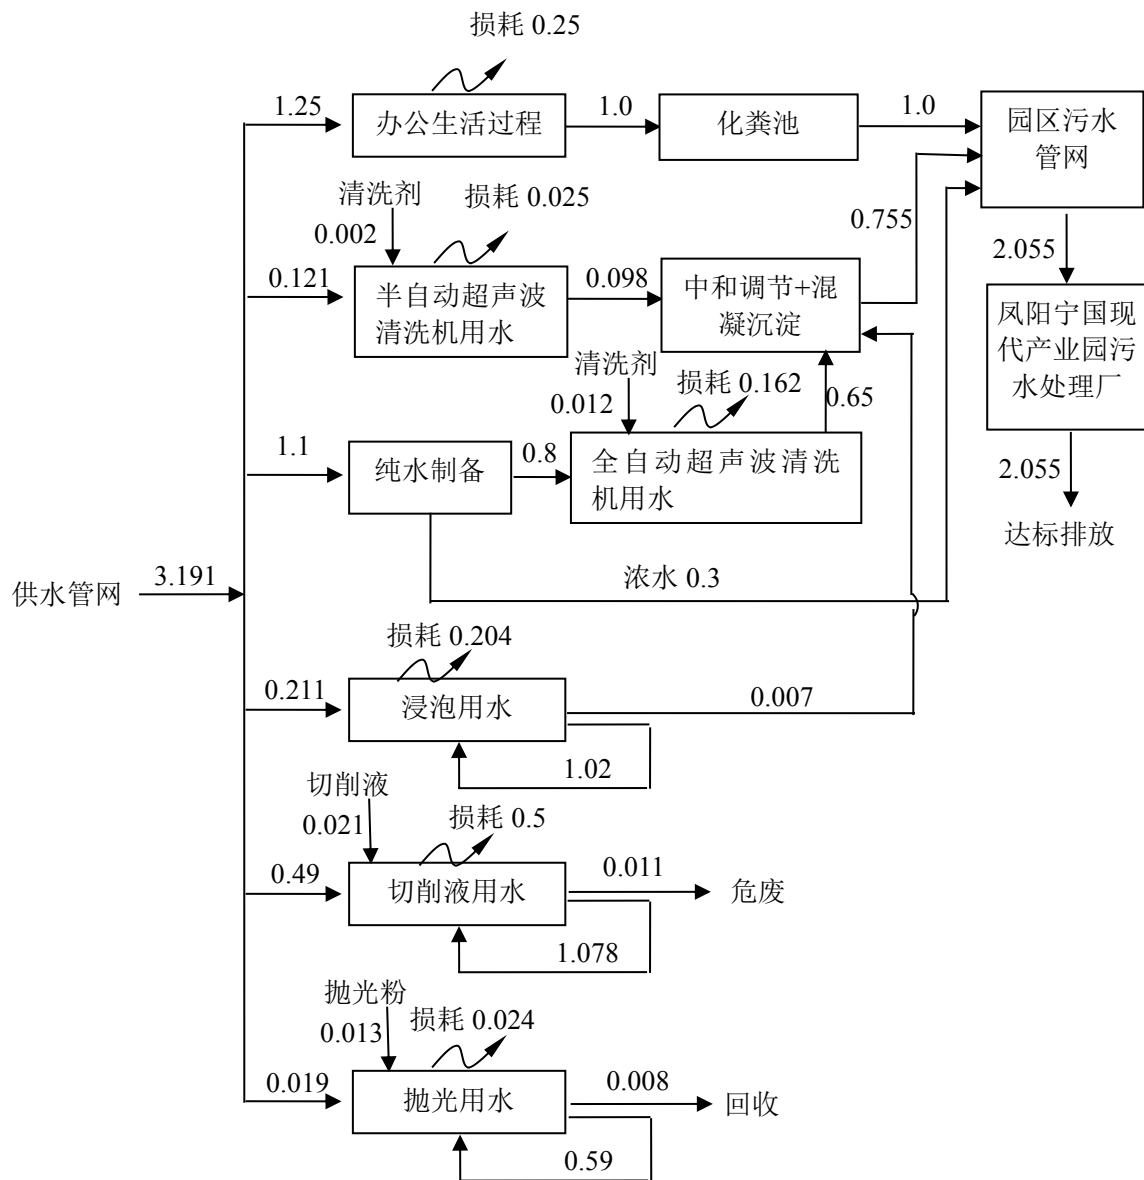 损耗 0.25
1.25
办公生活过程
1.0
化粪池
1.0
园区污水
管网
清洗剂
0.002
损耗 0.025
0.755
0.121
半自动超声波
清洗机用水
0.098
中和调节+混
凝沉淀
2.055
凤阳宁国现
代产业园污
水处理厂
清洗剂
0.012
损耗 0.162
0.65
1.1
纯水制备
0.8
全自动超声波清洗
机用水
2.055
达标排放
供水管网
3.191
浓水 0.3
损耗 0.204
0.211
浸泡用水
0.007
1.02
切削液
0.021
损耗 0.5
0.49
切削液用水
0.011
危废
1.078
抛光粉
0.013
损耗 0.024
0.019
抛光用水
0.008
回收
0.59